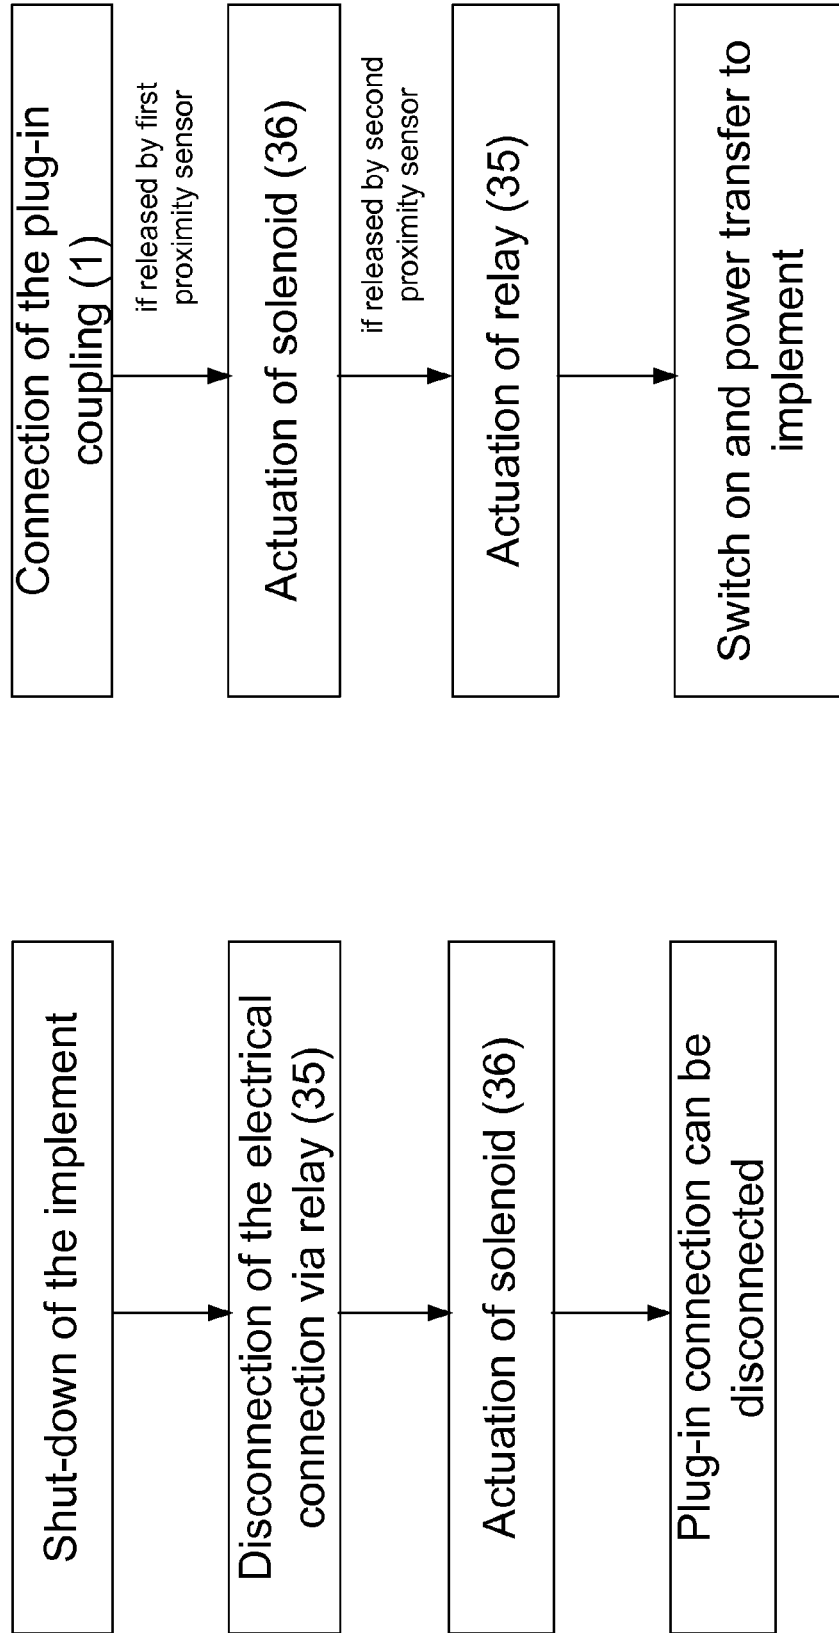 Connection of the plug-in
coupling (1)
if released by first
proximity sensor
Actuation of solenoid (36)
if released by second
proximity sensor
Actuation of relay (35)
Switch on and power transfer to
implement
Shut-down of the implement
Disconnection of the electrical
connection via relay (35)
Actuation of solenoid (36)
Plug-in connection can be
disconnected